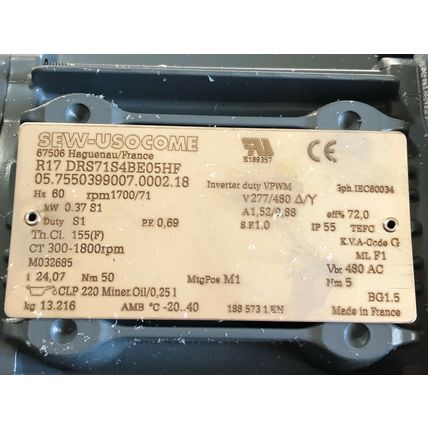 SEW-USOCOME
67506 Haguenau/France
E189357
CE
R17 DRS71S4BE05HF
05.7550399007.0002.18
Inverter duty VPWM
3ph.IEC60034
Hz 60 rpm1700/71
V277/480 Δ/Y
kW 0.37 S1
A1,52/0,88
eff% 72,0
Duty S1 P.F. 0,69
S.F.1.0
IP 55 TEFC
Th.Cl. 155(F)
K.V.A-Code G
CT 300-1800rpm
ML F1
M032685
Vbr 480 AC
i 24,07 Nm 50 MtgPos M1
Nm 5
CLP 220 Miner.Oil/0,25 l
BG1.5
kg 13.216 AMB °C -20..40 188 573 1.EN Made in France